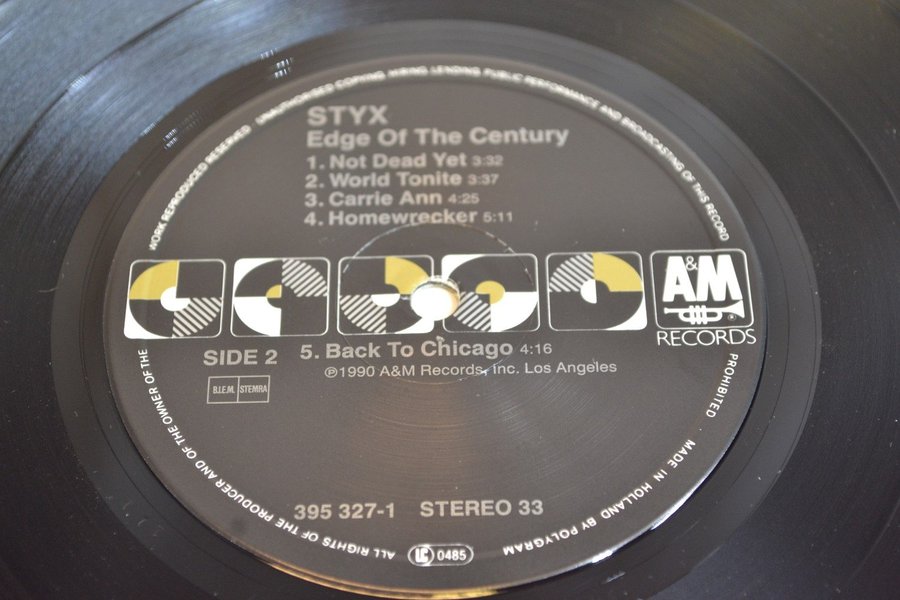 STYX
Edge Of The Century
1. Not Dead Yet 3:32
2. World Tonite 3:37
3. Carrie Ann 4:25
4. Homewrecker 5:11
A&M
RECORDS
SIDE 2
5. Back To Chicago 4:16
℗1990 A&M Records, Inc. Los Angeles
B.I.E.M. STEMRA
395 327-1 STEREO 33
LC 0485
ALL RIGHTS OF THE PRODUCER AND OF THE OWNER OF THE WORK REPRODUCED RESERVED UNAUTHORISED COPYING HIRING LENDING PUBLIC PERFORMANCE AND BROADCASTING OF THIS RECORD PROHIBITED
MADE IN HOLLAND BY POLYGRAM